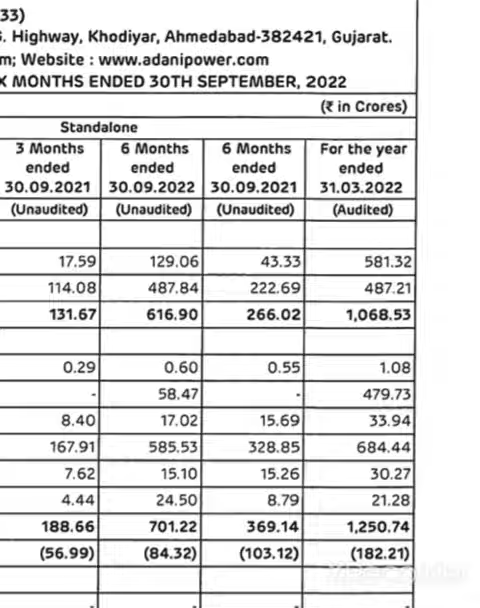 33)
. Highway, Khodiyar, Ahmedabad-382421, Gujarat.
m; Website : www.adanipower.com
X MONTHS ENDED 30TH SEPTEMBER, 2022
(₹ in Crores)
Standalone
3 Months ended 30.09.2021 6 Months ended 30.09.2022 6 Months ended 30.09.2021 For the year ended 31.03.2022
(Unaudited) (Unaudited) (Unaudited) (Audited)
17.59 129.06 43.33 581.32
114.08 487.84 222.69 487.21
131.67 616.90 266.02 1,068.53
0.29 0.60 0.55 1.08
- 58.47 - 479.73
8.40 17.02 15.69 33.94
167.91 585.53 328.85 684.44
7.62 15.10 15.26 30.27
4.44 24.50 8.79 21.28
188.66 701.22 369.14 1,250.74
(56.99) (84.32) (103.12) (182.21)